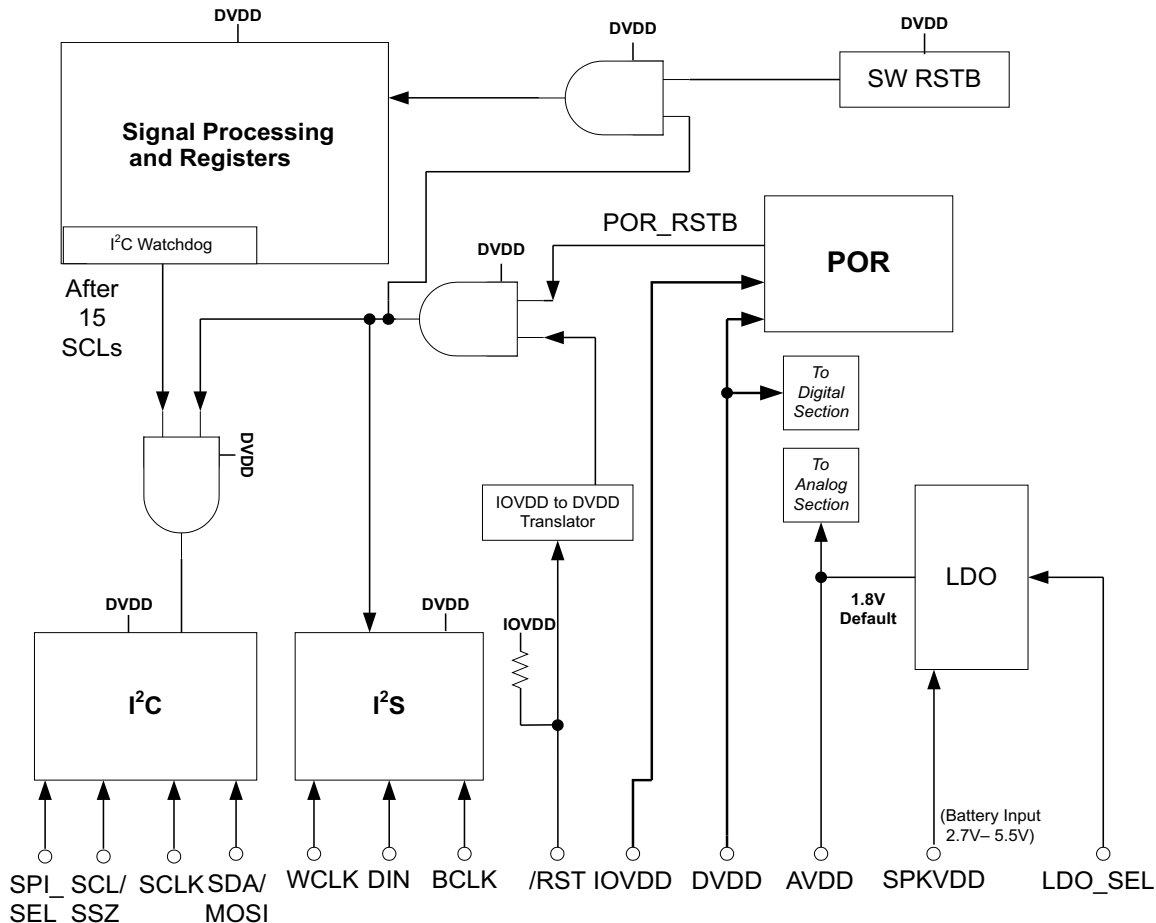 DVDD
DVDD
DVDD
SW RSTB
Signal Processing
and Registers
I²C Watchdog
After
15
SCLs
POR_RSTB
DVDD
POR
To
Digital
Section
DVDD
To
Analog
Section
IOVDD to DVDD
Translator
LDO
1.8V
Default
DVDD
DVDD
IOVDD
I²C
I²S
(Battery Input
2.7V– 5.5V)
SPI_
SEL
SCL/
SSZ
SCLK
SDA/
MOSI
WCLK
DIN
BCLK
/RST
IOVDD
DVDD
AVDD
SPKVDD
LDO_SEL